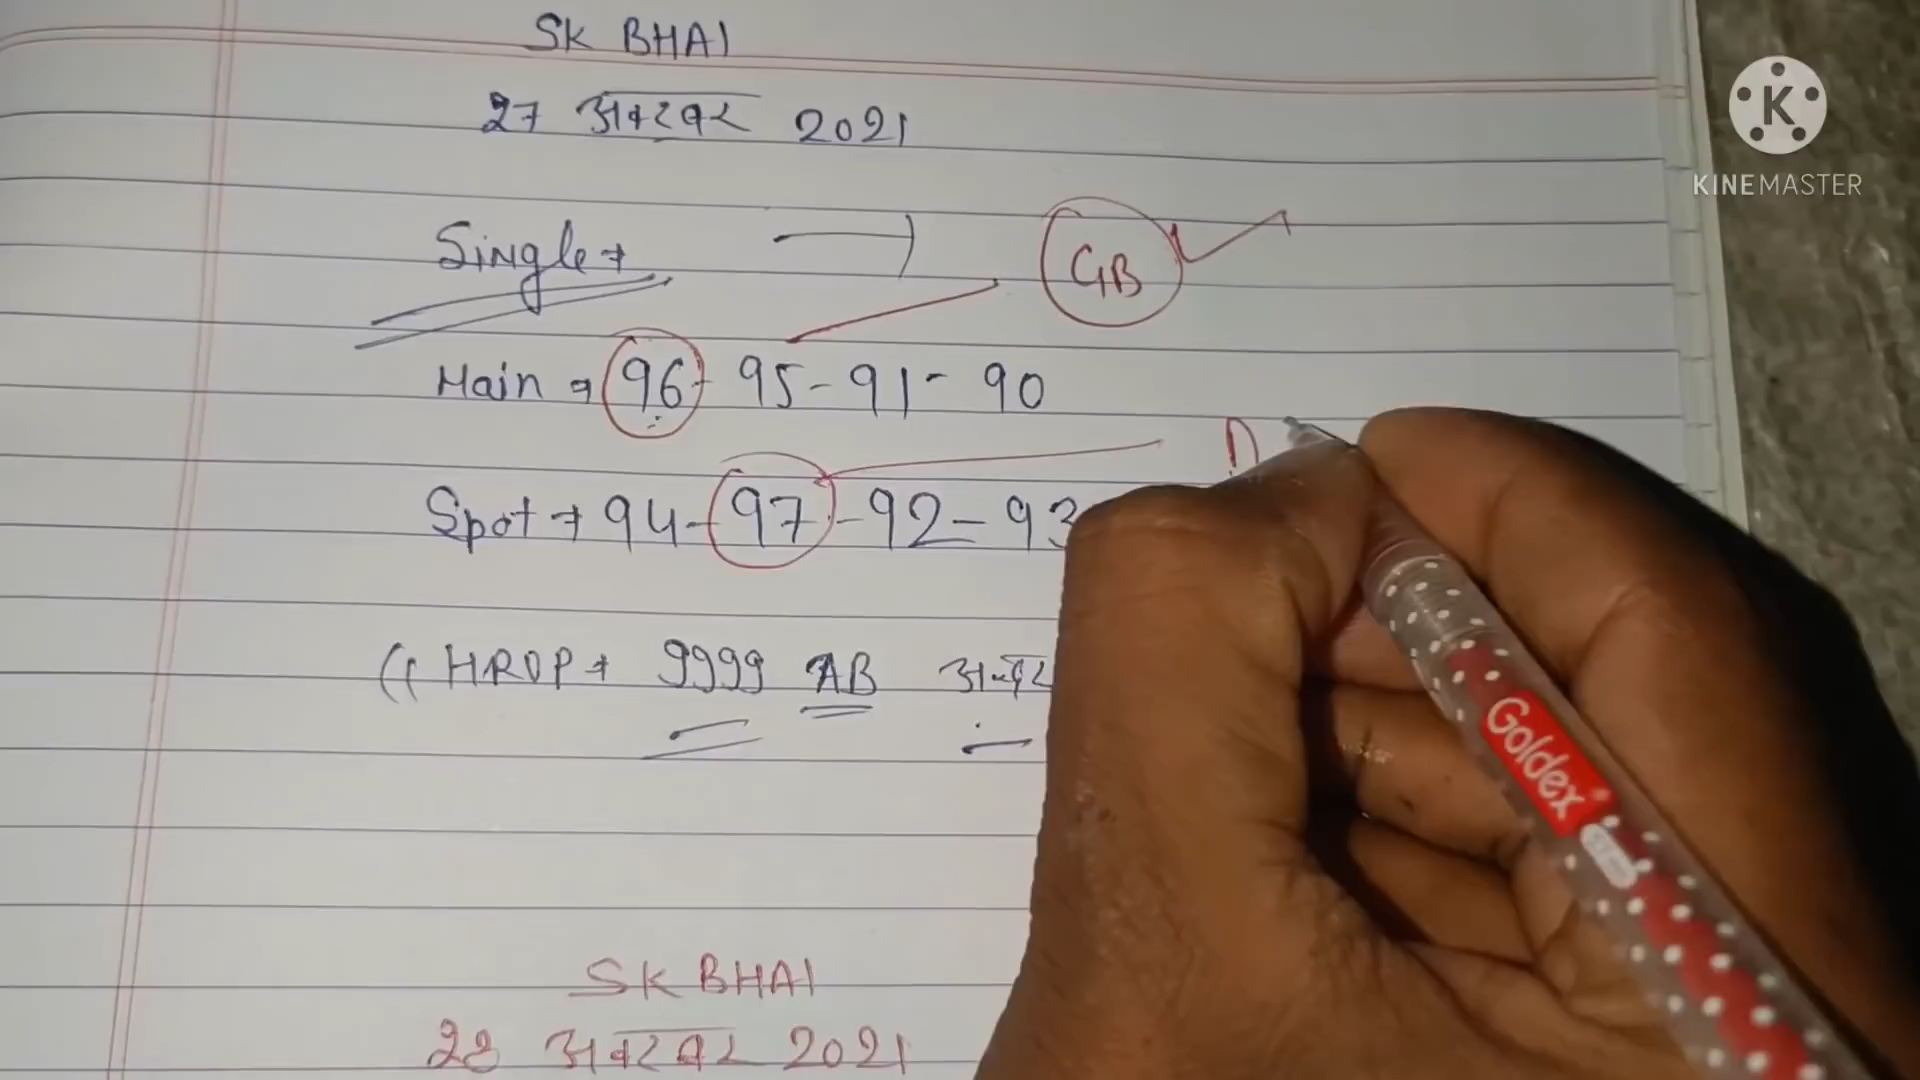 SK BHAI
27 अक्टूबर 2021
KINEMASTER
Single → GB
Main → 96 - 95 - 91 - 90
Spot → 94 - 97 - 92 - 93
(( HROP → 9999 AB
Goldex
SK BHAI
28 अक्टूबर 2021